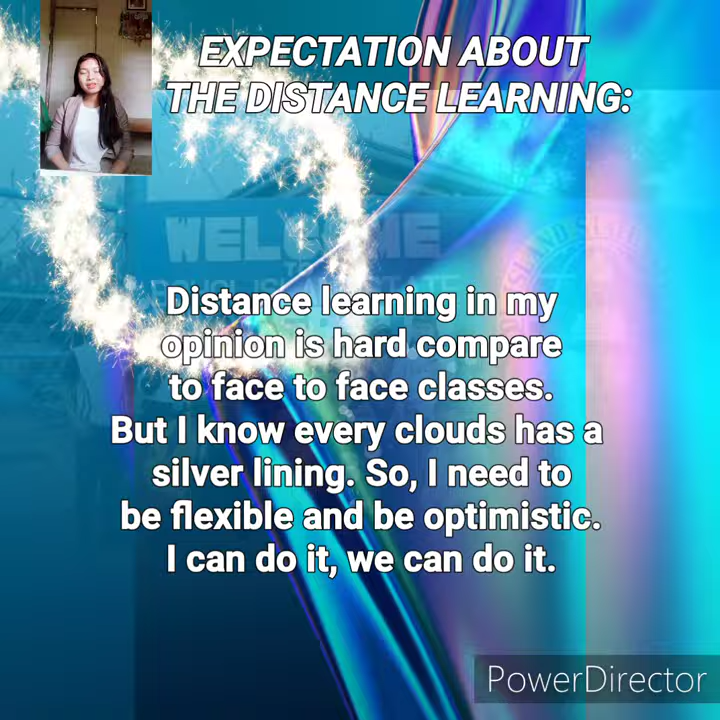 EXPECTATION ABOUT
THE DISTANCE LEARNING:
WELCOME
Distance learning in my
opinion is hard compare
to face to face classes.
But I know every clouds has a
silver lining. So, I need to
be flexible and be optimistic.
I can do it, we can do it.
PowerDirector